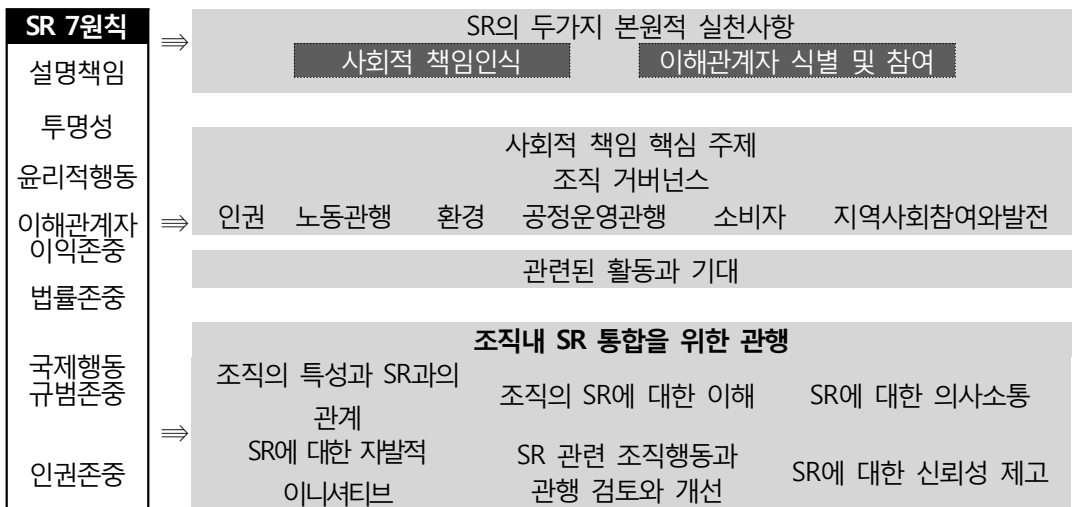 SR 7원칙
설명책임
투명성
윤리적행동
이해관계자
이익존중
법률존중
국제행동
규범존중
인권존중
⇒
SR의 두가지 본원적 실천사항
사회적 책임인식
이해관계자 식별 및 참여
⇒
사회적 책임 핵심 주제
조직 거버넌스
인권 노동관행 환경 공정운영관행 소비자 지역사회참여와발전
관련된 활동과 기대
⇒
조직내 SR 통합을 위한 관행
조직의 특성과 SR과의
관계
조직의 SR에 대한 이해
SR에 대한 의사소통
SR에 대한 자발적
이니셔티브
SR 관련 조직행동과
관행 검토와 개선
SR에 대한 신뢰성 제고